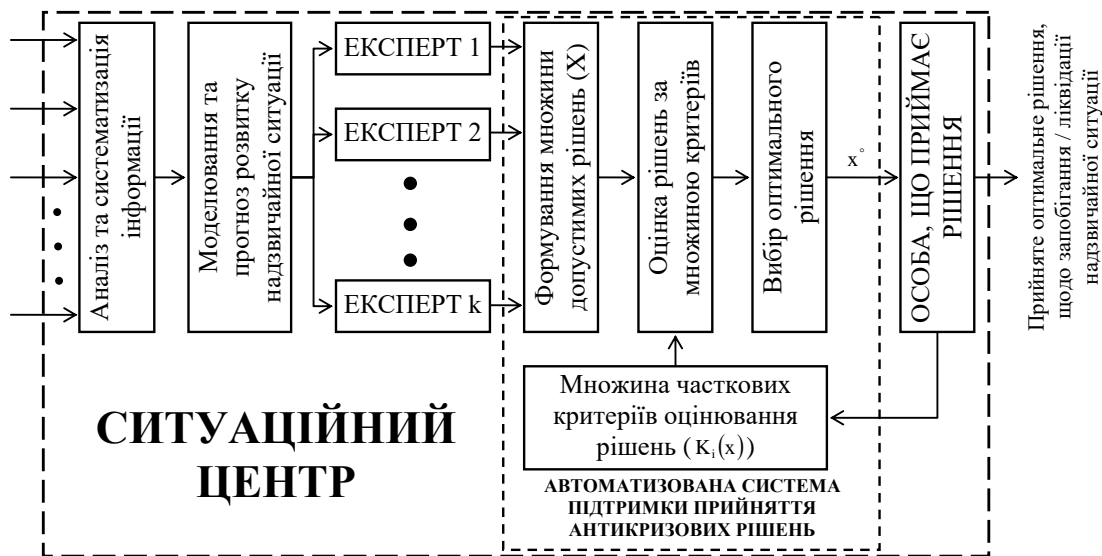 Аналіз та систематизація
інформації
Моделювання та
прогноз розвитку
надзвичайної ситуації
ЕКСПЕРТ 1
ЕКСПЕРТ 2
ЕКСПЕРТ k
Формування множини
допустимих рішень (X)
Оцінка рішень за
множиною критеріїв
Вибір оптимального
рішення
x°
ОСОБА, ЩО ПРИЙМАЄ
РІШЕННЯ
Прийняте оптимальне рішення,
щодо запобігання / ліквідації
надзвичайної ситуації
Множина часткових
критеріїв оцінювання
рішень (K_i(x))
СИТУАЦІЙНИЙ
ЦЕНТР
АВТОМАТИЗОВАНА СИСТЕМА
ПІДТРИМКИ ПРИЙНЯТТЯ
АНТИКРИЗОВИХ РІШЕНЬ